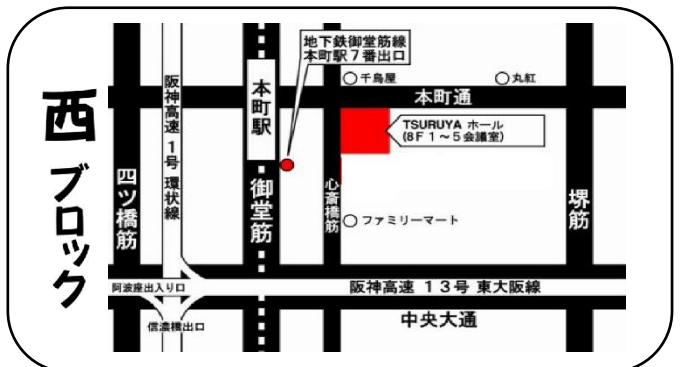 西 ブロック
地下鉄御堂筋線
本町駅７番出口
千鳥屋
丸紅
本町通
TSURUYA ホール
(8F１～５会議室)
本町駅
阪神高速 １号 環状線
四ツ橋筋
御堂筋
心斎橋筋
堺筋
ファミリーマート
阿波座出入り口
阪神高速 １３号 東大阪線
信濃橋出口
中央大通